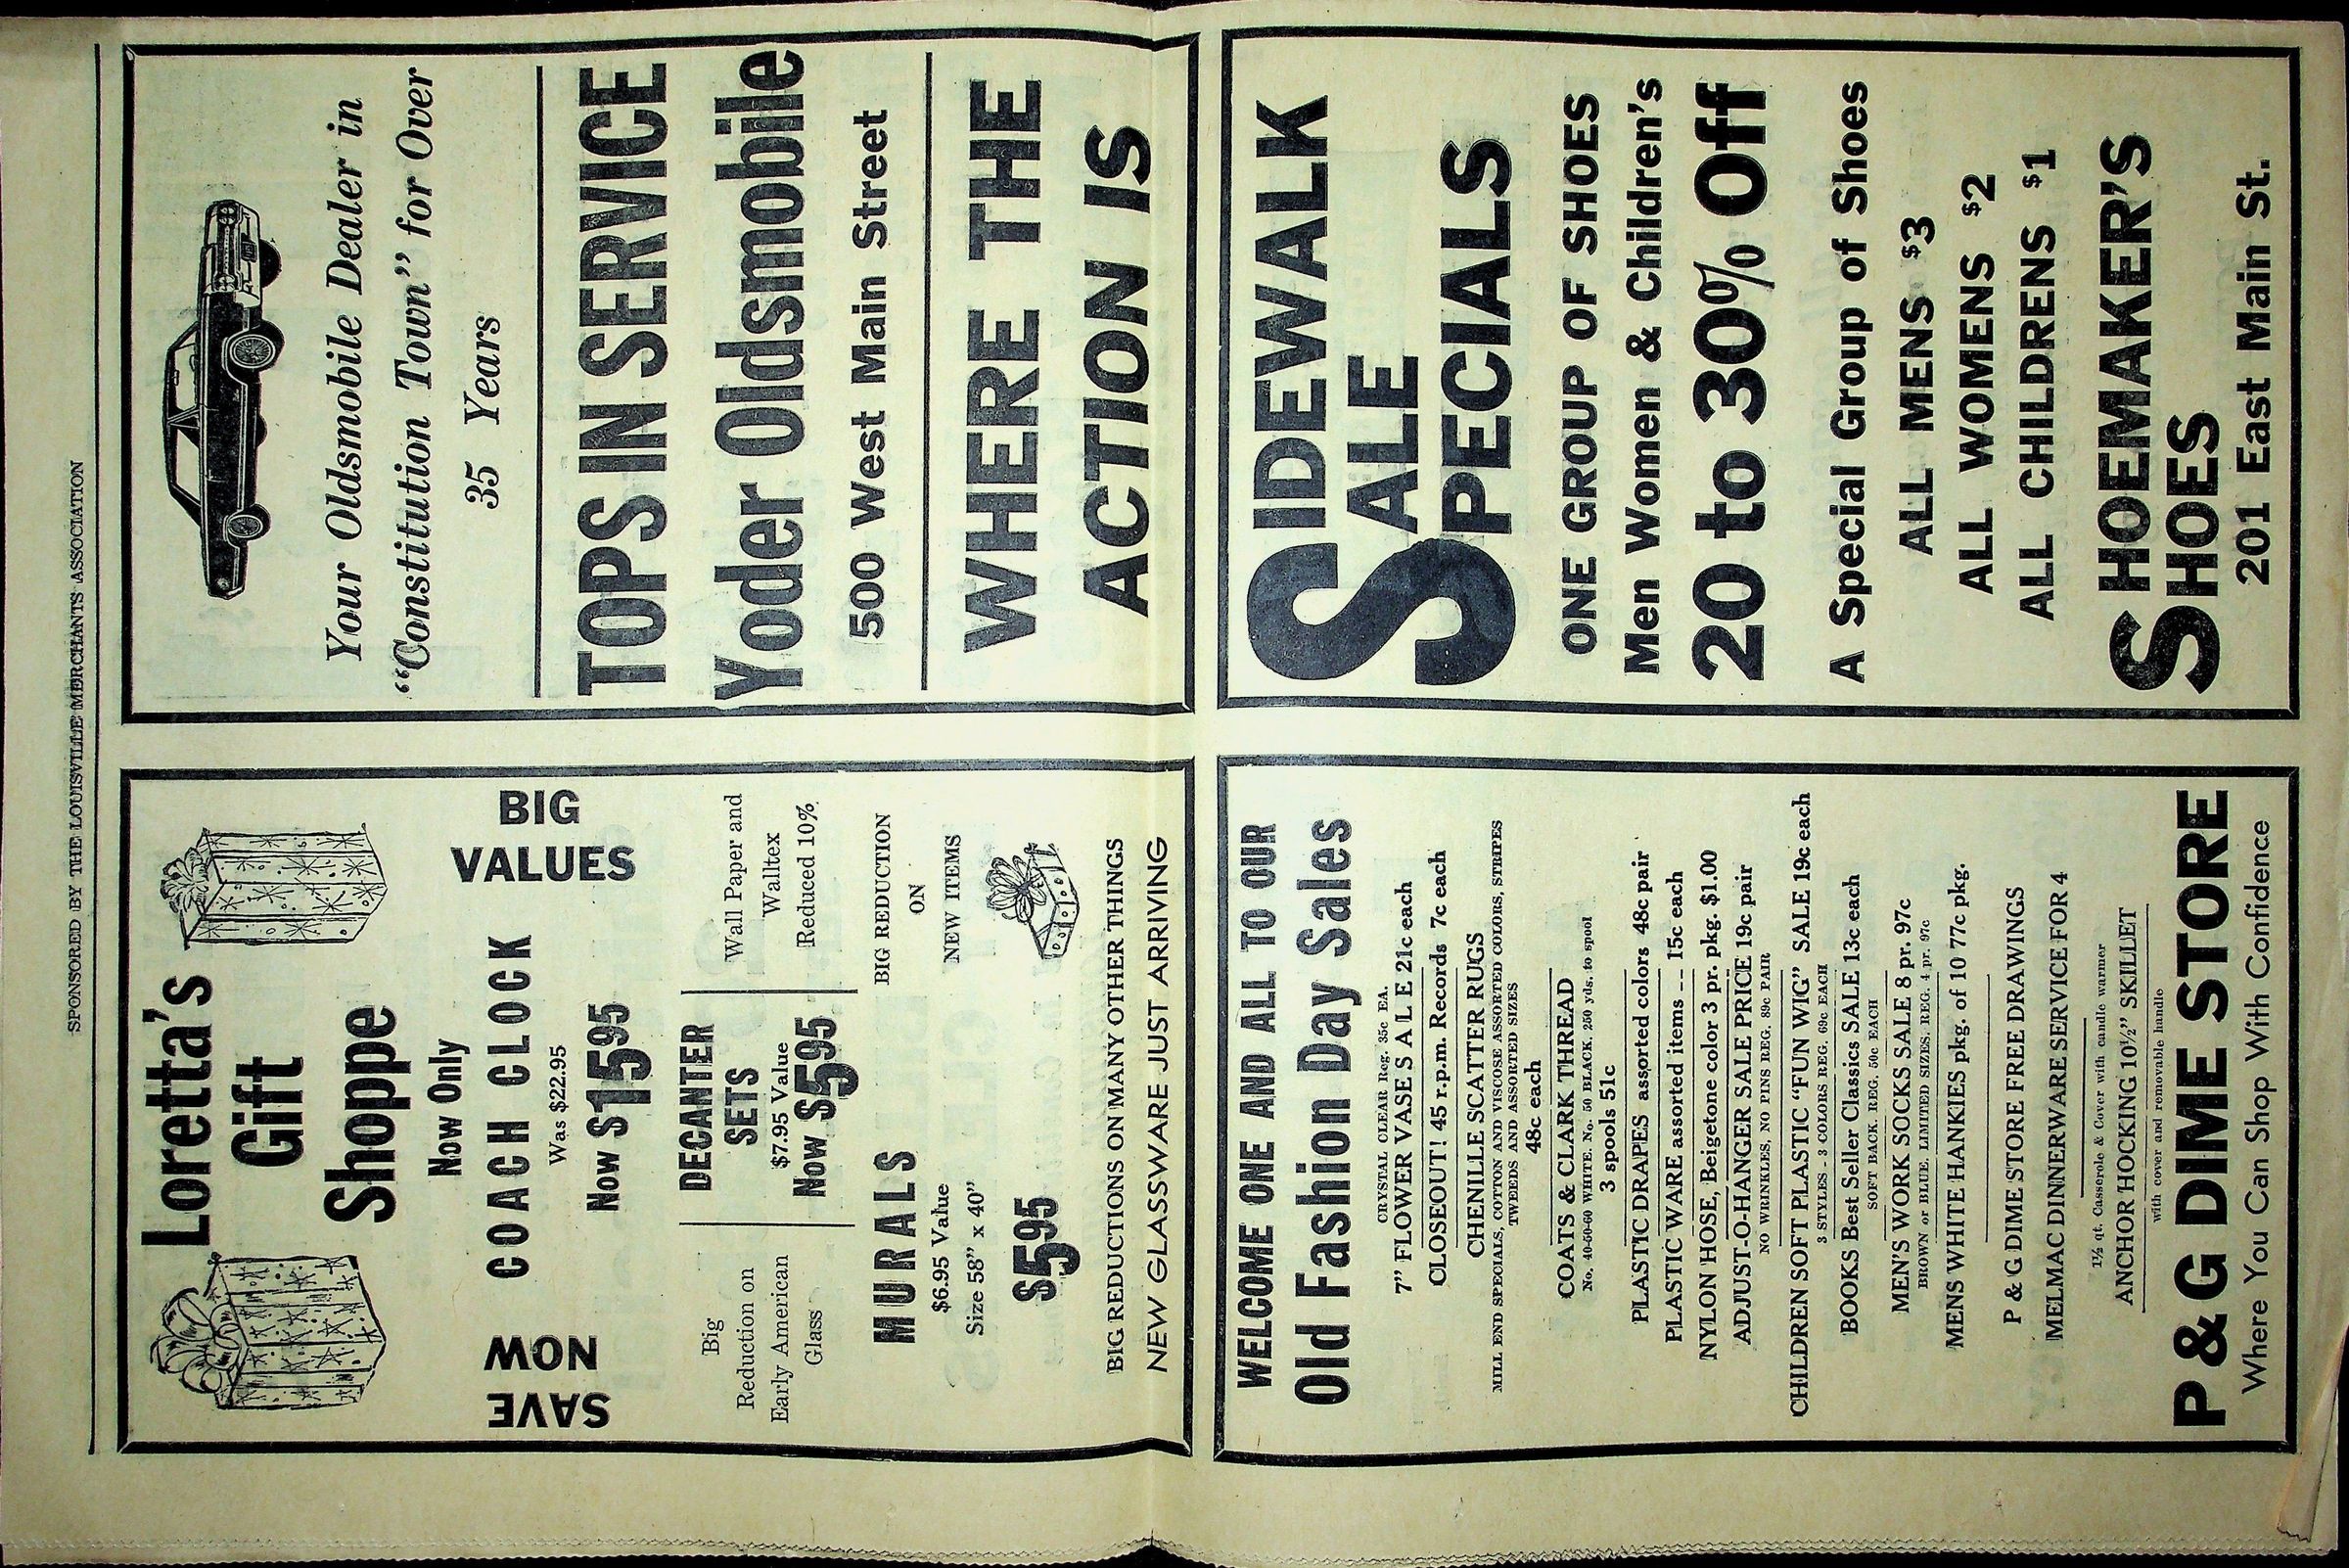 SPONSORED BY THE LOUISVILLE MERCHANTS ASSOCIATION
Loretta's
Gift
Shoppe
SAVE
NOW
Now Only
COACH CLOCK
Was $22.95
Now $15 95
BIG
VALUES
Big
Reduction on
Early American
Glass
DECANTER
SETS
$7.95 Value
Now $5 95
Wall Paper and
Walltex
Reduced 10%
MURALS
$6.95 Value
Size 58" x 40"
$5 95
BIG REDUCTION
ON
NEW ITEMS
BIG REDUCTIONS ON MANY OTHER THINGS
NEW GLASSWARE JUST ARRIVING
Your Oldsmobile Dealer in
"Constitution Town" for Over
35 Years
TOPS IN SERVICE
Yoder Oldsmobile
500 West Main Street
WHERE THE
ACTION IS
WELCOME ONE AND ALL TO OUR
Old Fashion Day Sales
CRYSTAL CLEAR Reg. 35c EA.
7" FLOWER VASES S A L E 21c each
CLOSEOUT! 45 r.p.m. Records 7c each
CHENILLE SCATTER RUGS
MILL END SPECIALS, COTTON AND VISCOSE ASSORTED COLORS, STRIPES
TWEEDS AND ASSORTED SIZES
48c each
COATS & CLARK THREAD
No. 40-50-60 WHITE. No. 50 BLACK, 250 yds. to spool
3 spools 51c
PLASTIC DRAPES assorted colors 48c pair
PLASTIC WARE assorted items -- 15c each
NYLON HOSE, Beigetone color 3 pr. pkg. $1.00
ADJUST-O-HANGER SALE PRICE 19c pair
NO WRINKLES, NO PINS REG. 89c PAIR
CHILDREN SOFT PLASTIC "FUN WIG" SALE 19c each
3 STYLES - 3 COLORS REG. 69c EACH
BOOKS Best Seller Classics SALE 13c each
SOFT BACK. REG. 50c EACH
MEN'S WORK SOCKS SALE 8 pr. 97c
BROWN or BLUE. LIMITED SIZES. REG. 4 pr. 97c
MENS WHITE HANKIES pkg. of 10 77c pkg.
P & G DIME STORE FREE DRAWINGS
MELMAC DINNERWARE SERVICE FOR 4
1½ qt. Casserole & Cover with candle warmer
ANCHOR HOCKING 10½" SKILLET
with cover and removable handle
P & G DIME STORE
Where You Can Shop With Confidence
SIDEWALK
SALE
SPECIALS
ONE GROUP OF SHOES
Men Women & Children's
20 to 30% Off
A Special Group of Shoes
ALL MENS $3
ALL WOMENS $2
ALL CHILDRENS $1
SHOEMAKER'S
SHOES
201 East Main St.